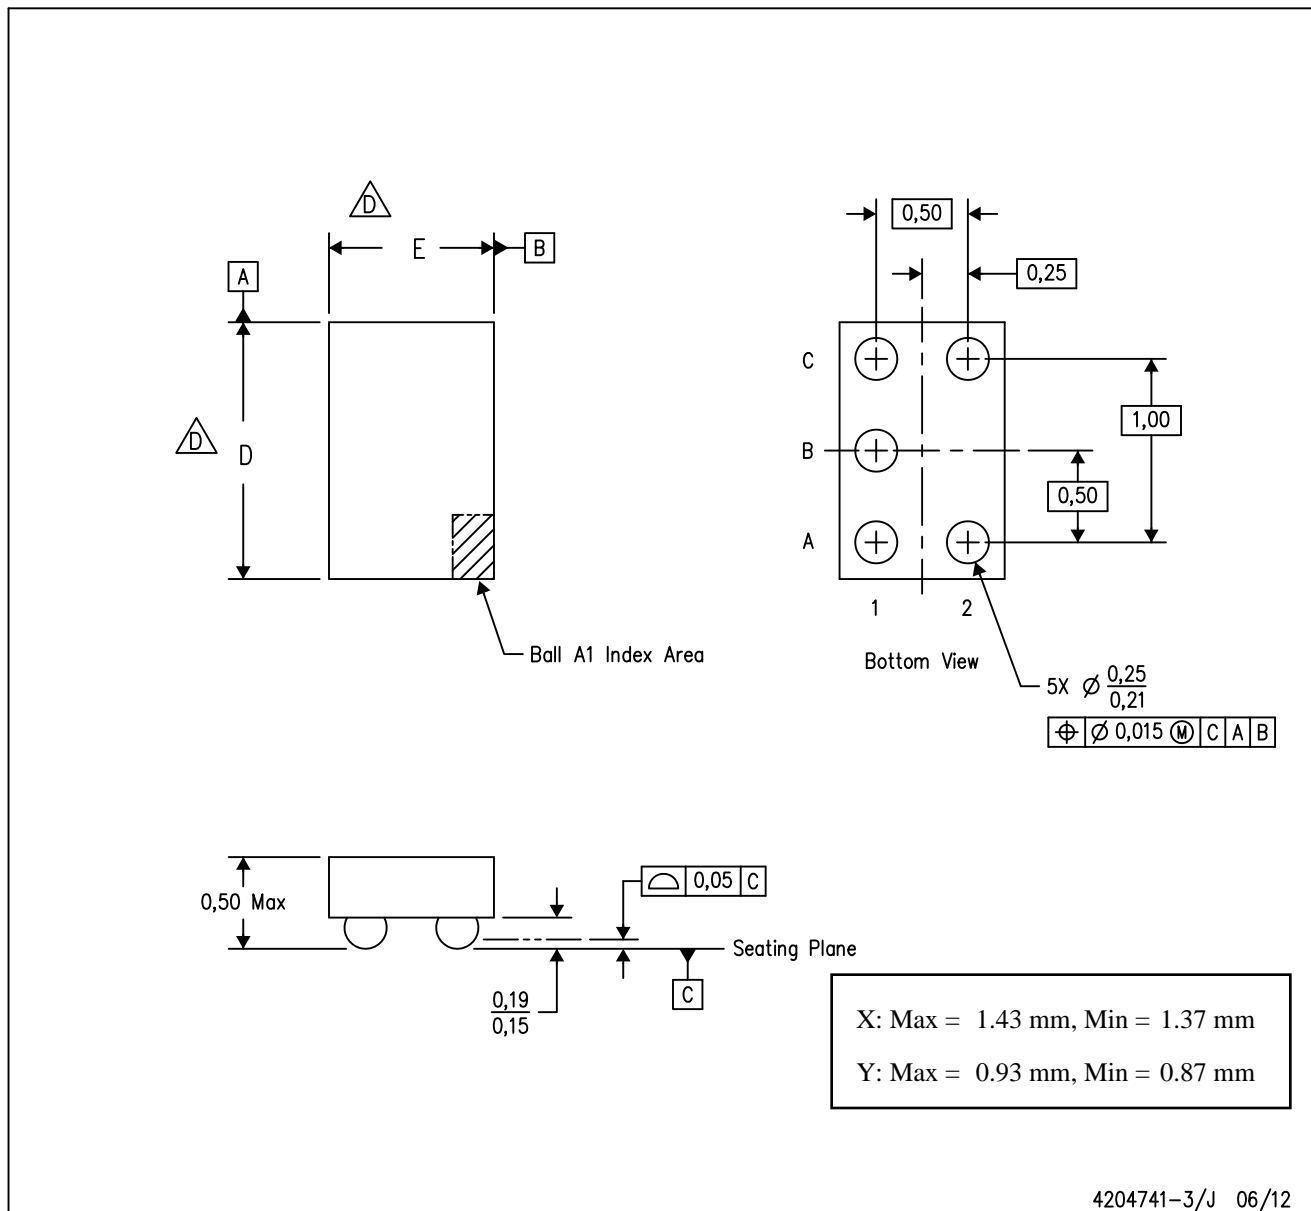 D
E
B
A
D
D
0,50
0,25
C
B
A
1,00
0,50
1 2
Ball A1 Index Area
Bottom View
5X Ø 0,25
0,21
⌖ Ø 0,015 Ⓜ C A B
0,50 Max
⌓ 0,05 C
Seating Plane
0,19
0,15
C
X: Max = 1.43 mm, Min = 1.37 mm
Y: Max = 0.93 mm, Min = 0.87 mm
4204741-3/J 06/12